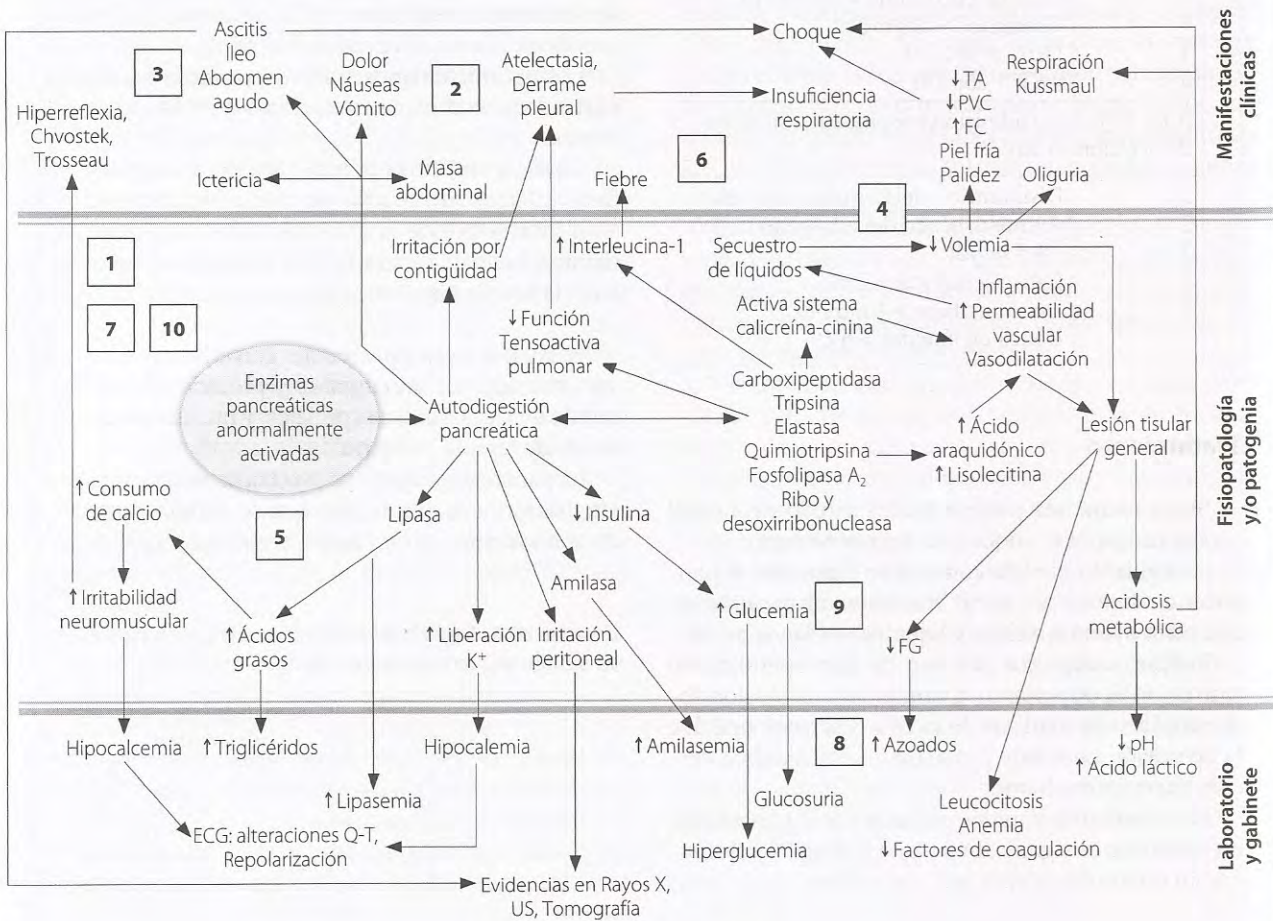 Ascitis
Íleo
Abdomen
agudo
3
Dolor
Náuseas
Vómito
2
Atelectasia,
Derrame
pleural
Choque
Insuficiencia
respiratoria
↓TA
↓PVC
↑FC
Piel fría
Palidez
Respiración
Kussmaul
Oliguria
Hiperreflexia,
Chvostek,
Trosseau
Ictericia
Masa
abdominal
Fiebre
6
4
Manifestaciones
clínicas
1
7
10
Irritación por
contigüidad
↑Interleucina-1
Secuestro
de líquidos
↓Volemia
Inflamación
↑Permeabilidad
vascular
Vasodilatación
Activa sistema
calicreína-cinina
↓Función
Tensoactiva
pulmonar
Enzimas
pancreáticas
anormalmente
activadas
Autodigestión
pancreática
Carboxipeptidasa
Tripsina
Elastasa
Quimiotripsina
Fosfolipasa A₂
Ribo y
desoxirribonucleasa
↑Ácido
araquidónico
↑Lisolecitina
Lesión tisular
general
↑Consumo
de calcio
5
Lipasa
↓Insulina
Amilasa
↑Irritabilidad
neuromuscular
↑Ácidos
grasos
↑Liberación
K⁺
Irritación
peritoneal
↑Glucemia
9
↓FG
Acidosis
metabólica
Fisiopatología
y/o patogenia
Hipocalcemia
↑Triglicéridos
Hipocalemia
↑Amilasemia
8
↑Azoados
↓pH
↑Ácido láctico
↑Lipasemia
Glucosuria
Leucocitosis
Anemia
↓Factores de coagulación
ECG: alteraciones Q-T,
Repolarización
Hiperglucemia
Evidencias en Rayos X,
US, Tomografía
Laboratorio
y gabinete